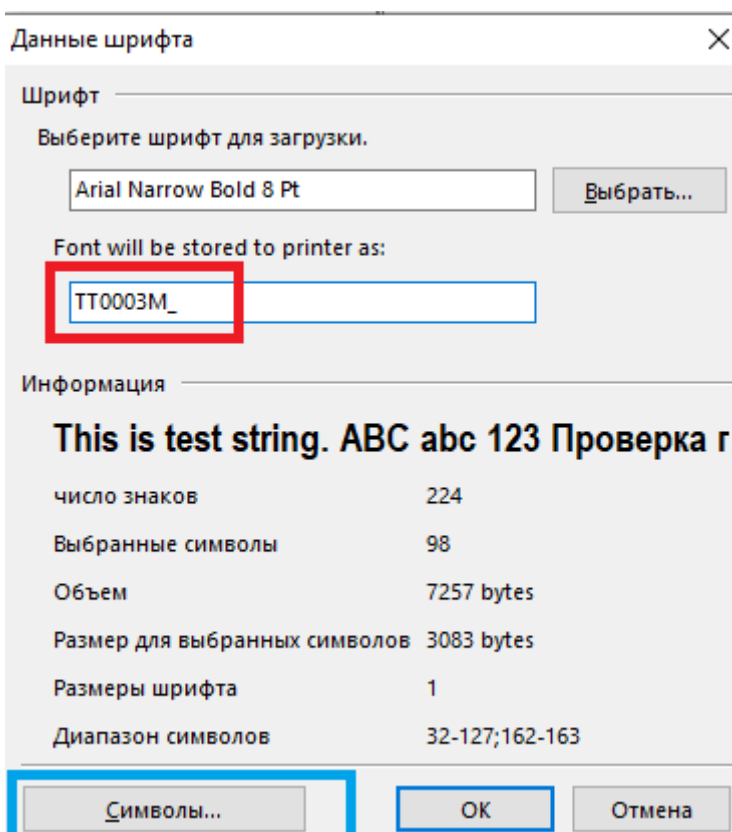 Данные шрифта
Шрифт
Выберите шрифт для загрузки.
Arial Narrow Bold 8 Pt
Выбрать...
Font will be stored to printer as:
TT0003M_
Информация
This is test string. ABC abc 123 Проверка г
число знаков 224
Выбранные символы 98
Объем 7257 bytes
Размер для выбранных символов 3083 bytes
Размеры шрифта 1
Диапазон символов 32-127;162-163
Символы... ОК Отмена